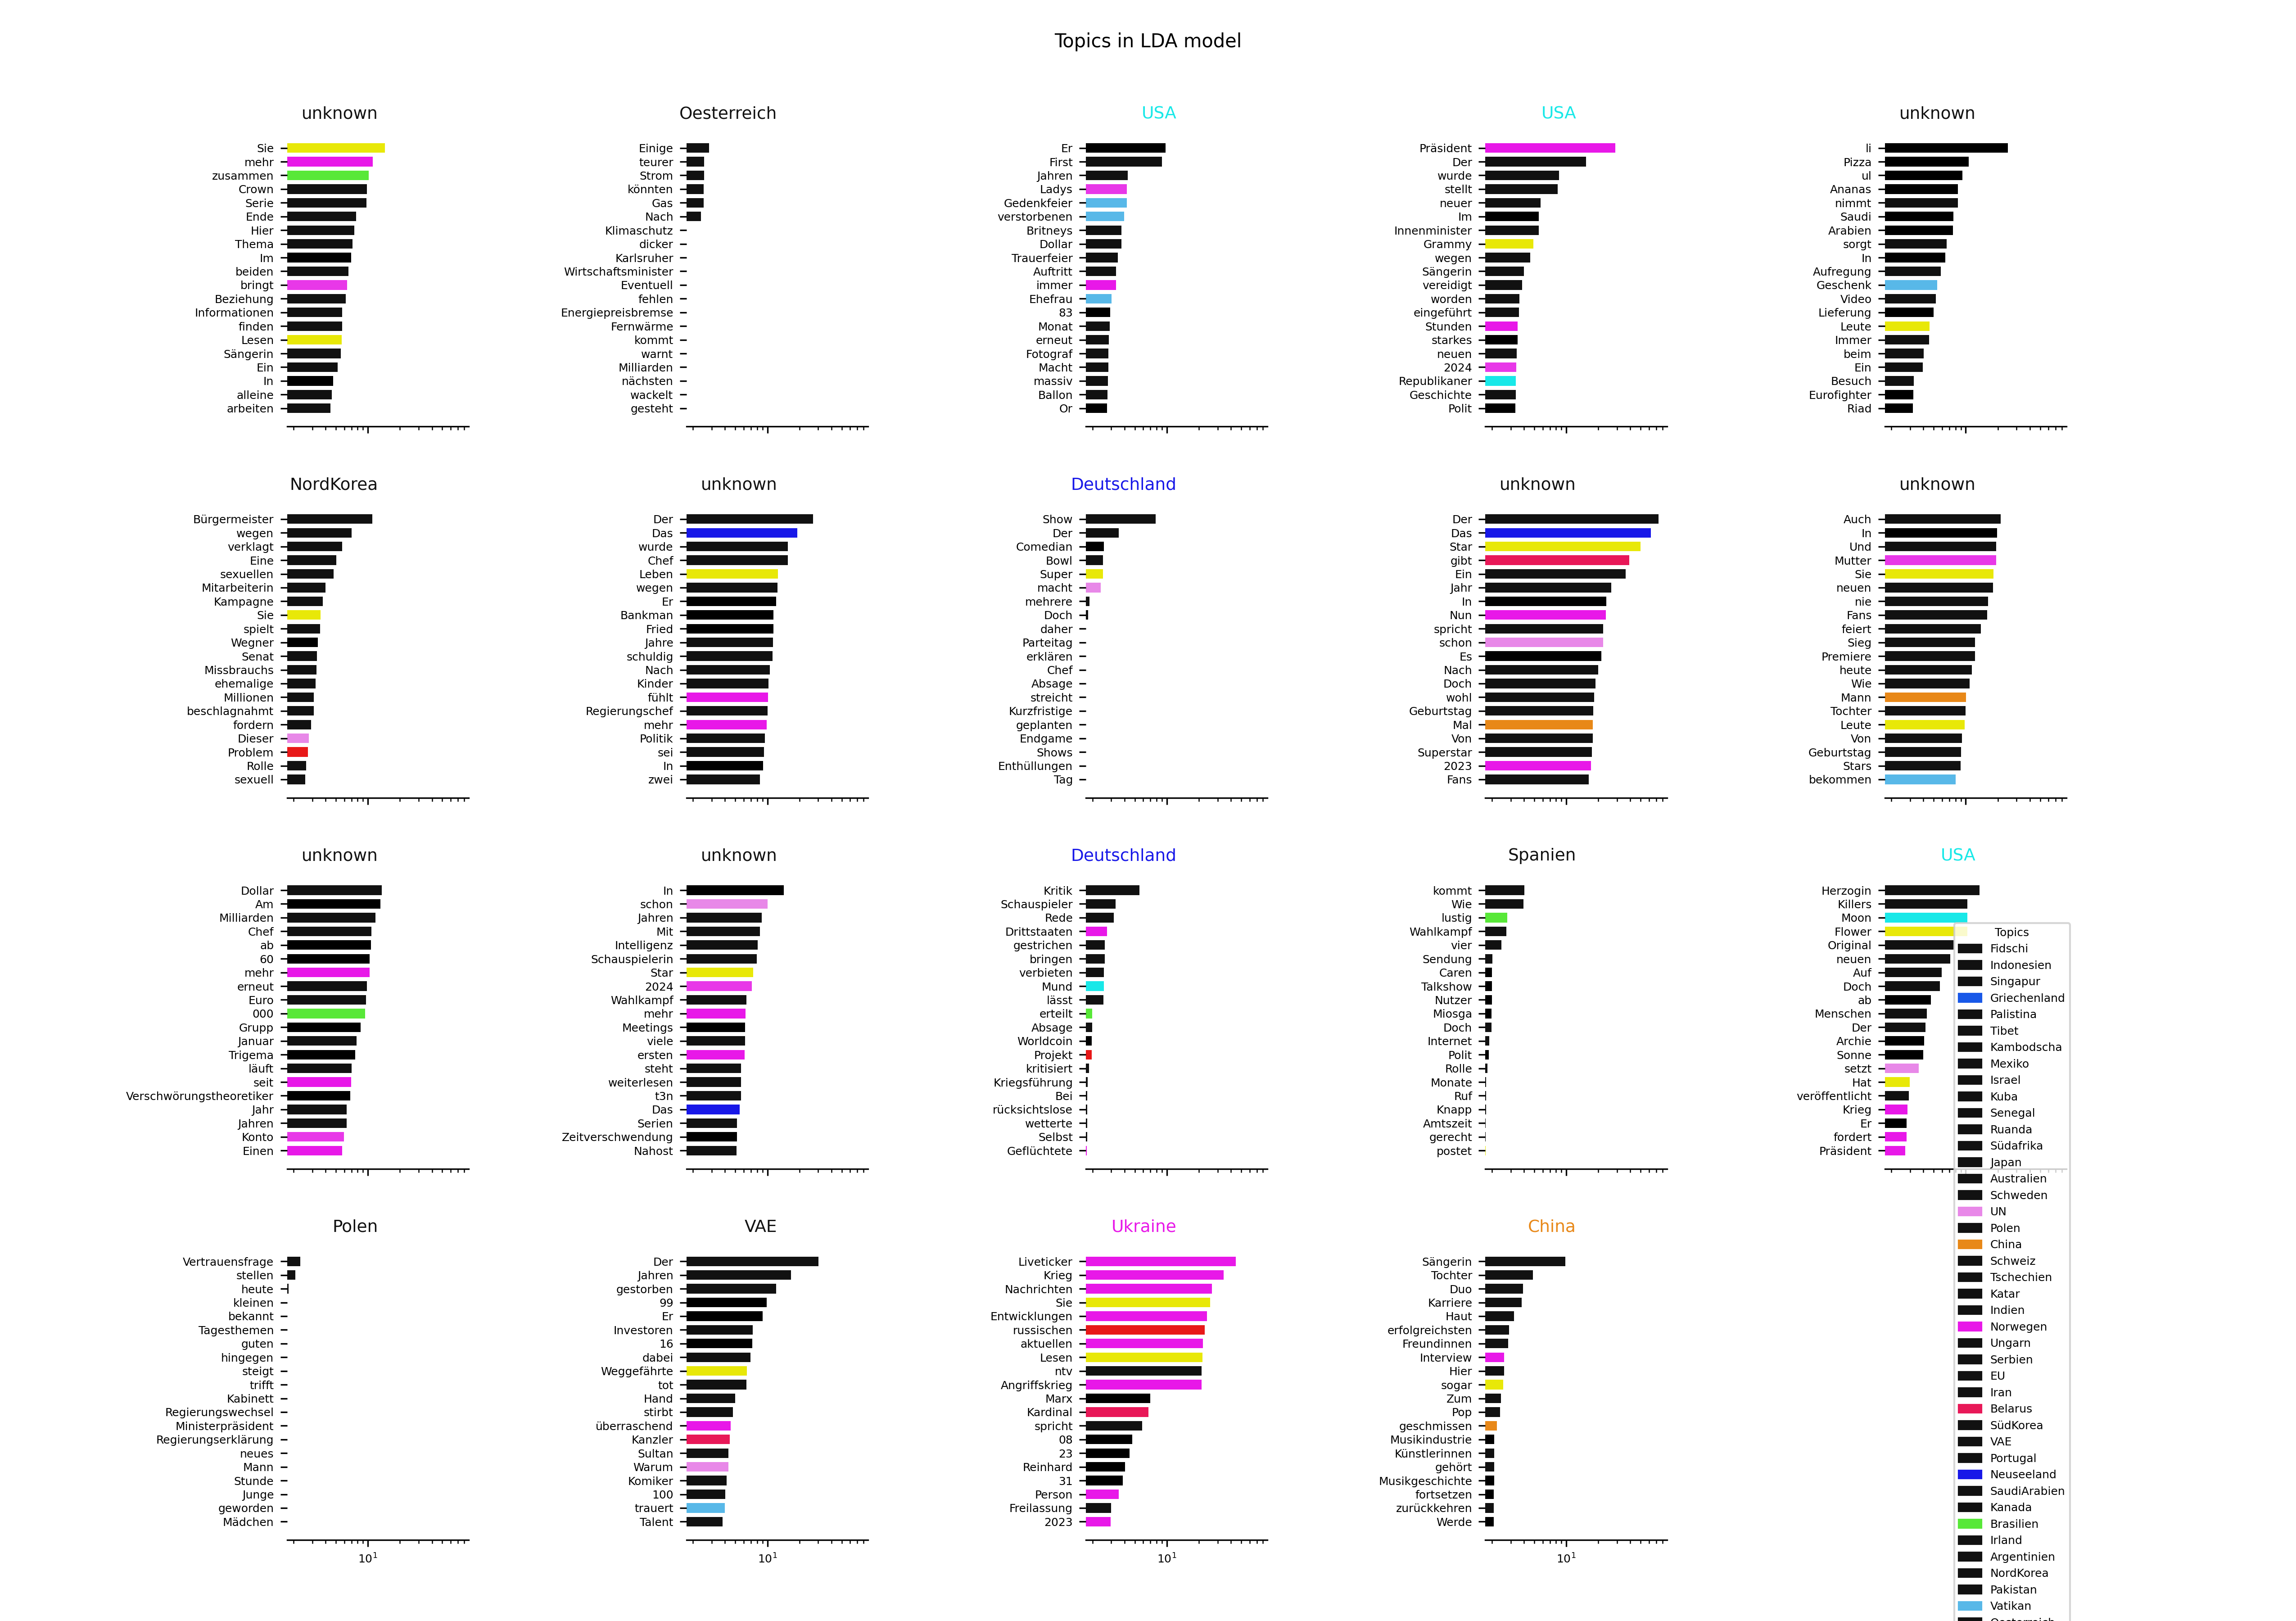 Topics in LDA model
unknown
Sie
mehr
zusammen
Crown
Serie
Ende
Hier
Thema
Im
beiden
bringt
Beziehung
Informationen
finden
Lesen
Sängerin
Ein
In
alleine
arbeiten
Oesterreich
Einige
teurer
Strom
könnten
Gas
Nach
Klimaschutz
dicker
Karlsruher
Wirtschaftsminister
Eventuell
fehlen
Energiepreisbremse
Fernwärme
kommt
warnt
Milliarden
nächsten
wackelt
gesteht
USA
Er
First
Jahren
Ladys
Gedenkfeier
verstorbenen
Britneys
Dollar
Trauerfeier
Auftritt
immer
Ehefrau
83
Monat
erneut
Fotograf
Macht
massiv
Ballon
Or
USA
Präsident
Der
wurde
stellt
neuer
Im
Innenminister
Grammy
wegen
Sängerin
vereidigt
worden
eingeführt
Stunden
starkes
neuen
2024
Republikaner
Geschichte
Polit
unknown
li
Pizza
ul
Ananas
nimmt
Saudi
Arabien
sorgt
In
Aufregung
Geschenk
Video
Lieferung
Leute
Immer
beim
Ein
Besuch
Eurofighter
Riad
NordKorea
Bürgermeister
wegen
verklagt
Eine
sexuellen
Mitarbeiterin
Kampagne
Sie
spielt
Wegner
Senat
Missbrauchs
ehemalige
Millionen
beschlagnahmt
fordern
Dieser
Problem
Rolle
sexuell
unknown
Der
Das
wurde
Chef
Leben
wegen
Er
Bankman
Fried
Jahre
schuldig
Nach
Kinder
fühlt
Regierungschef
mehr
Politik
sei
In
zwei
Deutschland
Show
Der
Comedian
Bowl
Super
macht
mehrere
Doch
daher
Parteitag
erklären
Chef
Absage
streicht
Kurzfristige
geplanten
Endgame
Shows
Enthüllungen
Tag
unknown
Der
Das
Star
gibt
Ein
Jahr
In
Nun
spricht
schon
Es
Nach
Doch
wohl
Geburtstag
Mal
Von
Superstar
2023
Fans
unknown
Auch
In
Und
Mutter
Sie
neuen
nie
Fans
feiert
Sieg
Premiere
heute
Wie
Mann
Tochter
Leute
Von
Geburtstag
Stars
bekommen
unknown
Dollar
Am
Milliarden
Chef
ab
60
mehr
erneut
Euro
000
Grupp
Januar
Trigema
läuft
seit
Verschwörungstheoretiker
Jahr
Jahren
Konto
Einen
unknown
In
schon
Jahren
Mit
Intelligenz
Schauspielerin
Star
2024
Wahlkampf
mehr
Meetings
viele
ersten
steht
weiterlesen
t3n
Das
Serien
Zeitverschwendung
Nahost
Deutschland
Kritik
Schauspieler
Rede
Drittstaaten
gestrichen
bringen
verbieten
Mund
lässt
erteilt
Absage
Worldcoin
Projekt
kritisiert
Kriegsführung
Bei
rücksichtslose
wetterte
Selbst
Geflüchtete
Spanien
kommt
Wie
lustig
Wahlkampf
vier
Sendung
Caren
Talkshow
Nutzer
Miosga
Doch
Internet
Polit
Rolle
Monate
Ruf
Knapp
Amtszeit
gerecht
postet
USA
Herzogin
Killers
Moon
Flower
Original
neuen
Auf
Doch
ab
Menschen
Der
Archie
Sonne
setzt
Hat
veröffentlicht
Krieg
Er
fordert
Präsident
Polen
Vertrauensfrage
stellen
heute
kleinen
bekannt
Tagesthemen
guten
hingegen
steigt
trifft
Kabinett
Regierungswechsel
Ministerpräsident
Regierungserklärung
neues
Mann
Stunde
Junge
geworden
Mädchen
10¹
VAE
Der
Jahren
gestorben
99
Er
Investoren
16
dabei
Weggefährte
tot
Hand
stirbt
überraschend
Kanzler
Sultan
Warum
Komiker
100
trauert
Talent
10¹
Ukraine
Liveticker
Krieg
Nachrichten
Sie
Entwicklungen
russischen
aktuellen
Lesen
ntv
Angriffskrieg
Marx
Kardinal
spricht
08
23
Reinhard
31
Person
Freilassung
2023
10¹
China
Sängerin
Tochter
Duo
Karriere
Haut
erfolgreichsten
Freundinnen
Interview
Hier
sogar
Zum
Pop
geschmissen
Musikindustrie
Künstlerinnen
gehört
Musikgeschichte
fortsetzen
zurückkehren
Werde
10¹
Topics
Fidschi
Indonesien
Singapur
Griechenland
Palistina
Tibet
Kambodscha
Mexiko
Israel
Kuba
Senegal
Ruanda
Südafrika
Japan
Australien
Schweden
UN
Polen
China
Schweiz
Tschechien
Katar
Indien
Norwegen
Ungarn
Serbien
EU
Iran
Belarus
SüdKorea
VAE
Portugal
Neuseeland
SaudiArabien
Kanada
Brasilien
Irland
Argentinien
NordKorea
Pakistan
Vatikan